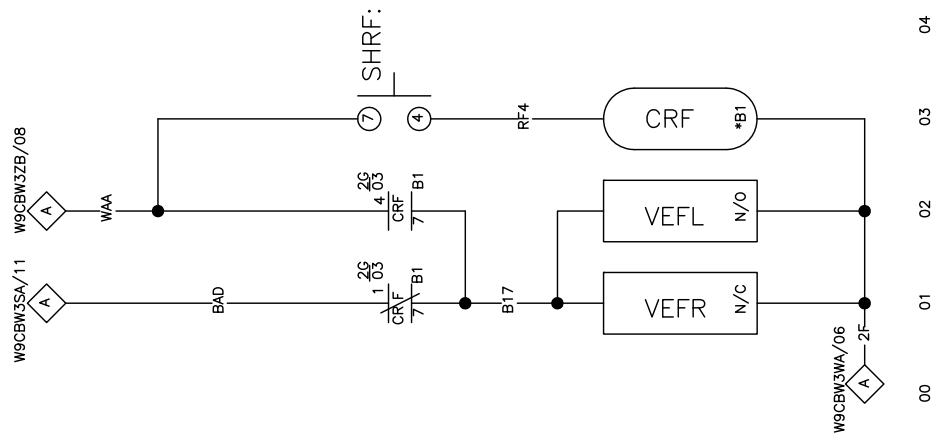 W9CBW3ZB/08
A
WAA
W9CBW3SA/11
A
BAD
SHRF:
7
4
RF4
2G
03
4
CRF
7
B1
2G
03
1
CRF
7
B1
B17
CRF
*B1
VEFL
N/O
VEFR
N/C
W9CBW3WA/06
A
2F
00
01
02
03
04